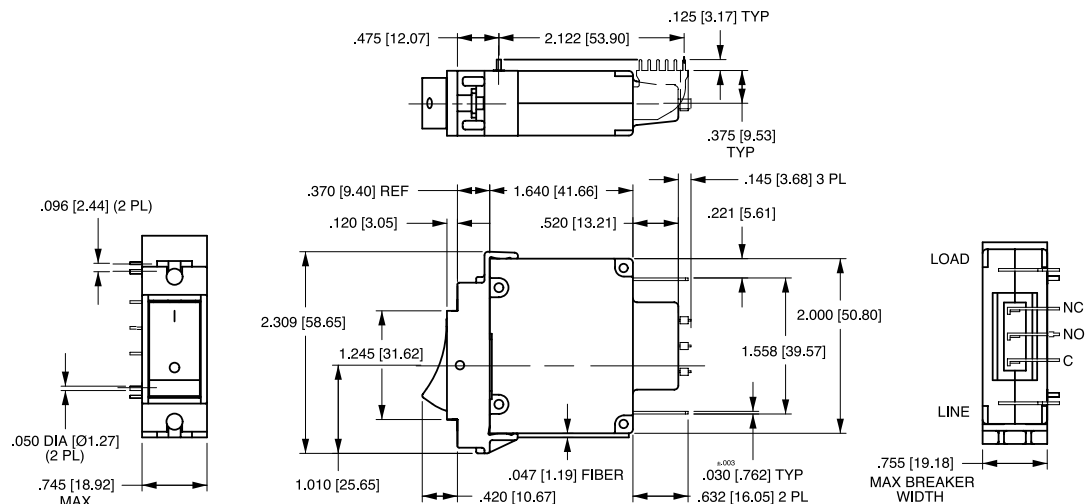 .125 [3.17] TYP
.475 [12.07]
2.122 [53.90]
.375 [9.53]
TYP
.370 [9.40] REF
1.640 [41.66]
.145 [3.68] 3 PL
.096 [2.44] (2 PL)
.120 [3.05]
.520 [13.21]
.221 [5.61]
LOAD
I
NC
2.309 [58.65]
2.000 [50.80]
NO
1.245 [31.62]
1.558 [39.57]
O
C
LINE
.050 DIA [Ø1.27]
(2 PL)
±.003
.047 [1.19] FIBER
.030 [.762] TYP
.755 [19.18]
.745 [18.92]
MAX
1.010 [25.65]
.420 [10.67]
.632 [16.05] 2 PL
MAX BREAKER
WIDTH